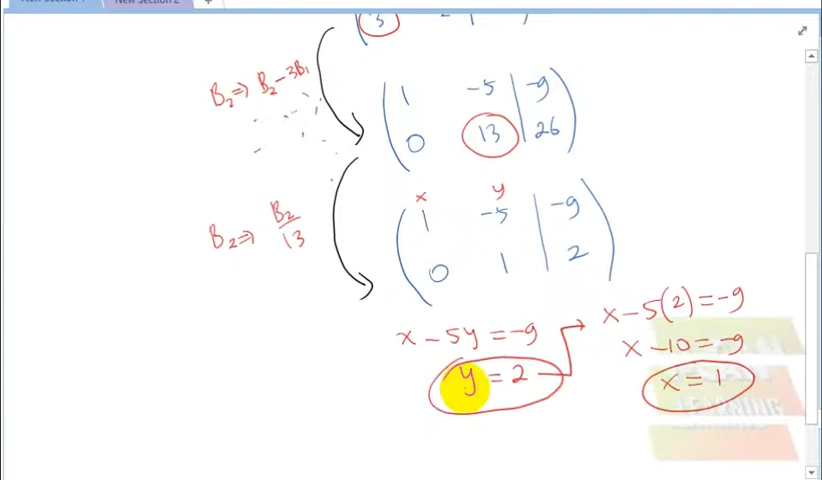 B₂ ⇒ B₂ - 3B₁
1 -5 | -9
0 13 | 26
B₂ ⇒ B₂/13
x y
1 -5 | -9
0 1 | 2
x - 5y = -9
y = 2
x - 5(2) = -9
x - 10 = -9
x = 1
LEARNING